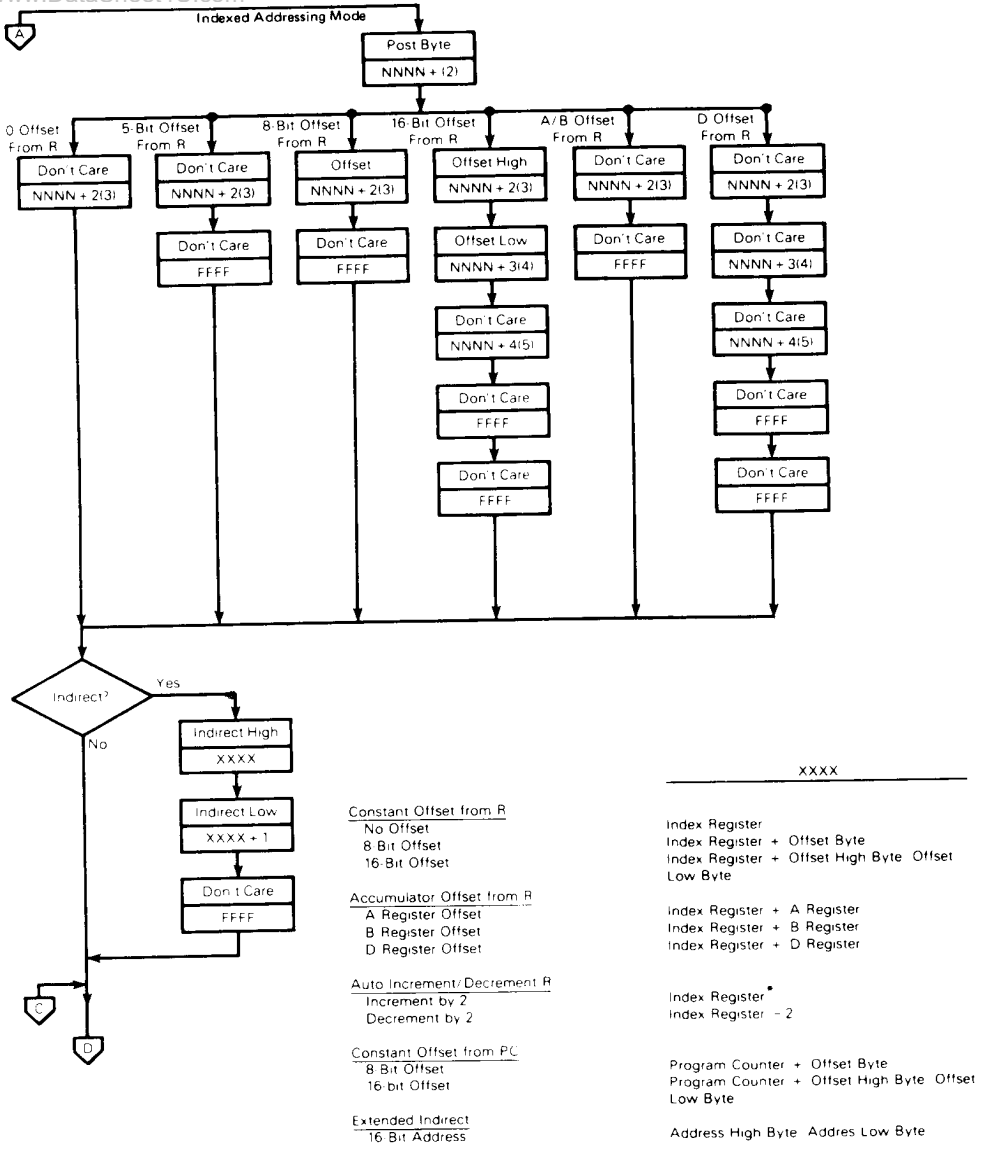 Indexed Addressing Mode
A
Post Byte
NNNN + (2)
0 Offset
From R
5-Bit Offset
From R
8-Bit Offset
From R
16-Bit Offset
From R
A/B Offset
From R
D Offset
From R
Don't Care
NNNN + 2(3)
Don't Care
NNNN + 2(3)
Don't Care
FFFF
Offset
NNNN + 2(3)
Don't Care
FFFF
Offset High
NNNN + 2(3)
Offset Low
NNNN + 3(4)
Don't Care
NNNN + 4(5)
Don't Care
FFFF
Don't Care
FFFF
Don't Care
NNNN + 2(3)
Don't Care
FFFF
Don't Care
NNNN + 2(3)
Don't Care
NNNN + 3(4)
Don't Care
NNNN + 4(5)
Don't Care
FFFF
Don't Care
FFFF
Indirect?
Yes
No
Indirect High
XXXX
Indirect Low
XXXX + 1
Don't Care
FFFF
C
D
XXXX
Constant Offset from R
No Offset Index Register
8-Bit Offset Index Register + Offset Byte
16-Bit Offset Index Register + Offset High Byte Offset
Low Byte
Accumulator Offset from R
A Register Offset Index Register + A Register
B Register Offset Index Register + B Register
D Register Offset Index Register + D Register
Auto Increment/Decrement R
Increment by 2 Index Register*
Decrement by 2 Index Register - 2
Constant Offset from PC
8-Bit Offset Program Counter + Offset Byte
16-bit Offset Program Counter + Offset High Byte Offset
Low Byte
Extended Indirect
16-Bit Address Address High Byte Addres Low Byte